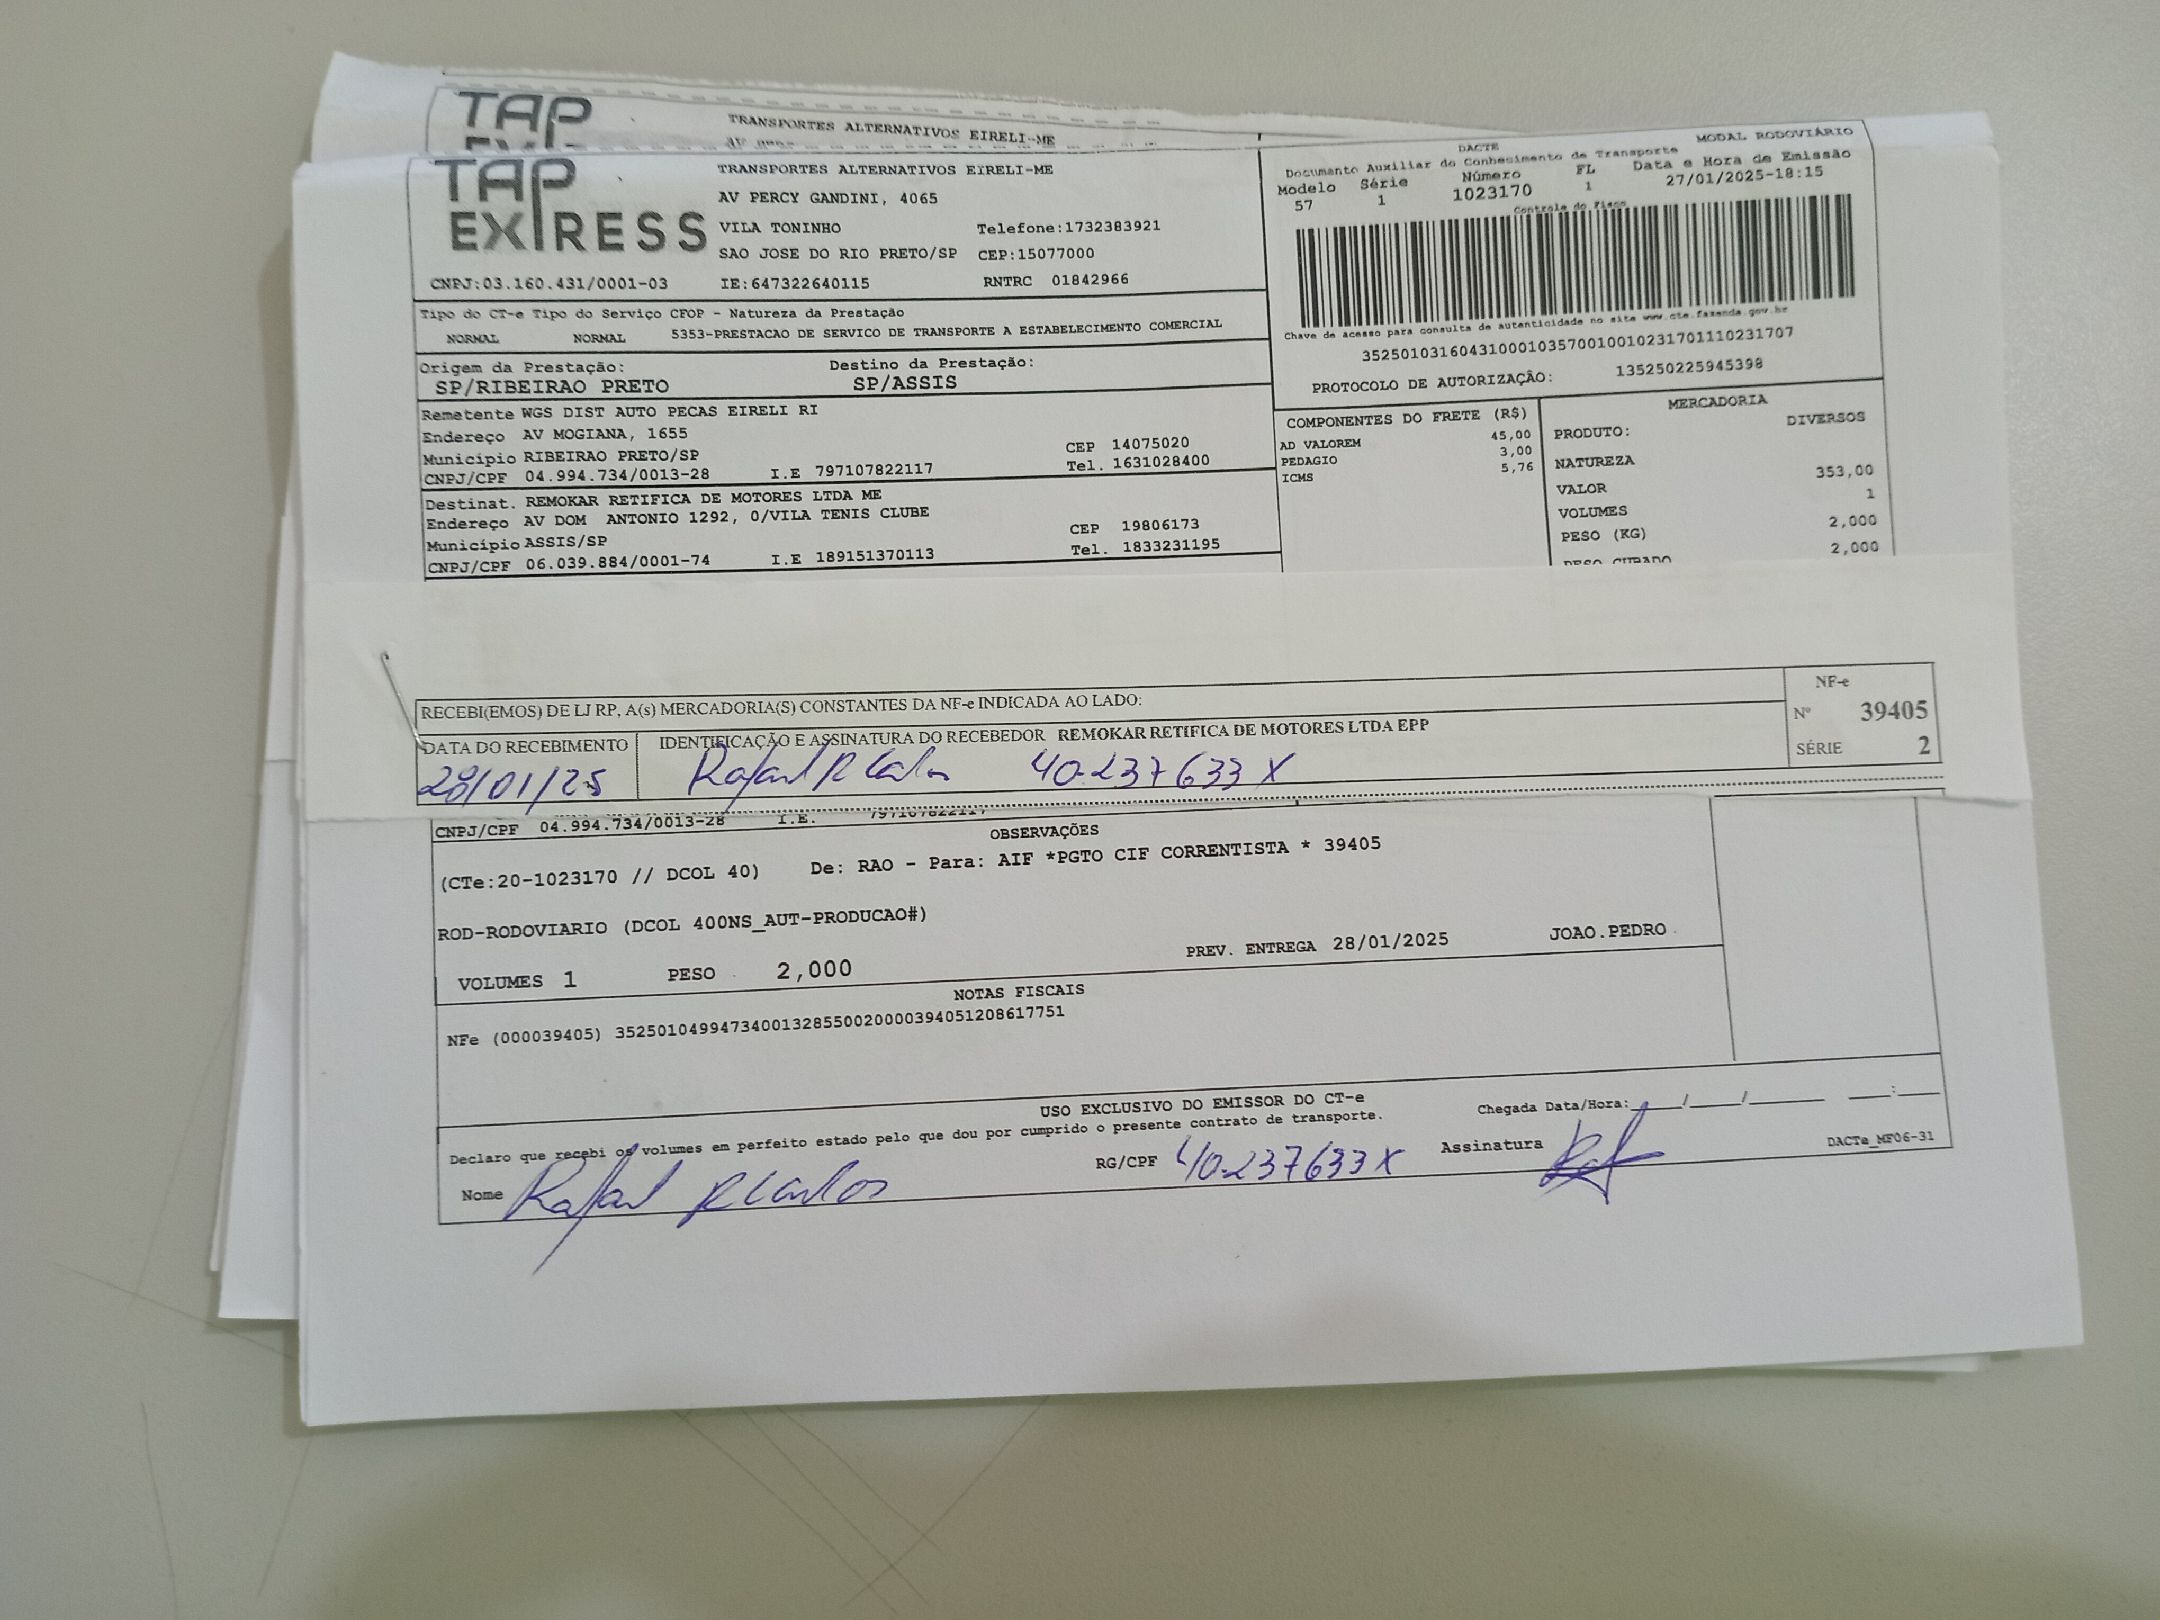 TAP
TRANSPORTES ALTERNATIVOS EIRELI-ME
TAP
EXPRESS
CNPJ:03.160.431/0001-03
TRANSPORTES ALTERNATIVOS EIRELI-ME
AV PERCY GANDINI, 4065
VILA TONINHO Telefone:1732383921
SAO JOSE DO RIO PRETO/SP CEP:15077000
IE:647322640115 RNTRC 01842966
DACTE MODAL RODOVIÁRIO
Documento Auxiliar do Conhecimento de Transporte
Modelo Série Número FL Data e Hora de Emissão
57 1 1023170 1 27/01/2025-18:15
Controle do Fisco
Chave de acesso para consulta de autenticidade no site www.cte.fazenda.gov.br
35250103160431000103570010010231701110231707
PROTOCOLO DE AUTORIZAÇÃO: 135250225945398
Tipo do CT-e Tipo do Serviço CFOP - Natureza da Prestação
NORMAL NORMAL 5353-PRESTACAO DE SERVICO DE TRANSPORTE A ESTABELECIMENTO COMERCIAL
Origem da Prestação: Destino da Prestação:
SP/RIBEIRAO PRETO SP/ASSIS
Remetente WGS DIST AUTO PECAS EIRELI RI
Endereço AV MOGIANA, 1655
Município RIBEIRAO PRETO/SP CEP 14075020
CNPJ/CPF 04.994.734/0013-28 I.E 797107822117 Tel. 1631028400
Destinat. REMOKAR RETIFICA DE MOTORES LTDA ME
Endereço AV DOM ANTONIO 1292, 0/VILA TENIS CLUBE
Município ASSIS/SP CEP 19806173
CNPJ/CPF 06.039.884/0001-74 I.E 189151370113 Tel. 1833231195
COMPONENTES DO FRETE (R$)
AD VALOREM 45,00
PEDAGIO 3,00
ICMS 5,76
MERCADORIA
PRODUTO: DIVERSOS
NATUREZA
VALOR 353,00
VOLUMES 1
PESO (KG) 2,000
PESO CUBADO 2,000
RECEBI(EMOS) DE LJ RP, A(s) MERCADORIA(S) CONSTANTES DA NF-e INDICADA AO LADO:
DATA DO RECEBIMENTO IDENTIFICAÇÃO E ASSINATURA DO RECEBEDOR REMOKAR RETIFICA DE MOTORES LTDA EPP
28/01/25 Rafael R Carlos 40.237633 X
NF-e
Nº 39405
SÉRIE 2
CNPJ/CPF 04.994.734/0013-28 I.E. 797107822117
OBSERVAÇÕES
(CTe:20-1023170 // DCOL 40) De: RAO - Para: AIF *PGTO CIF CORRENTISTA * 39405
ROD-RODOVIARIO (DCOL 400NS_AUT-PRODUCAO#)
VOLUMES 1 PESO 2,000 PREV. ENTREGA 28/01/2025 JOAO.PEDRO
NOTAS FISCAIS
NFe (000039405) 35250104994734001328550020000394051208617751
USO EXCLUSIVO DO EMISSOR DO CT-e
Declaro que recebi os volumes em perfeito estado pelo que dou por cumprido o presente contrato de transporte.
Chegada Data/Hora:____/____/______ ___:___
Nome Rafael R Carlos RG/CPF 40.237633 X Assinatura
DACTe_MF06-31